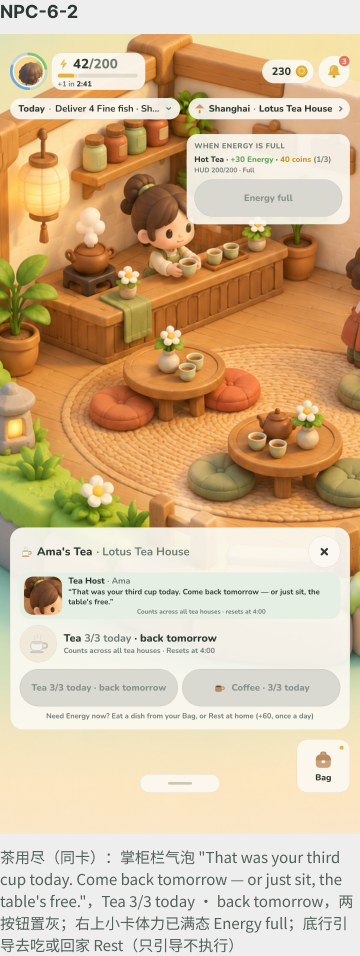 NPC-6-2
42/200
+1 in 2:41
230
3
Today · Deliver 4 Fine fish · Sh...
Shanghai · Lotus Tea House
WHEN ENERGY IS FULL
Hot Tea · +30 Energy · 40 coins (1/3)
HUD 200/200 · Full
Energy full
Ama's Tea · Lotus Tea House
Tea Host · Ama
“That was your third cup today. Come back tomorrow — or just sit, the
table's free.”
Counts across all tea houses · resets at 4:00
Tea 3/3 today · back tomorrow
Counts across all tea houses · Resets at 4:00
Tea 3/3 today · back tomorrow
Coffee · 3/3 today
Need Energy now? Eat a dish from your Bag, or Rest at home (+60, once a day)
Bag
茶用尽（同卡）：掌柜栏气泡 "That was your third
cup today. Come back tomorrow — or just sit, the
table's free."，Tea 3/3 today · back tomorrow，两
按钮置灰；右上小卡体力已满态 Energy full；底行引
导去吃或回家 Rest（只引导不执行）